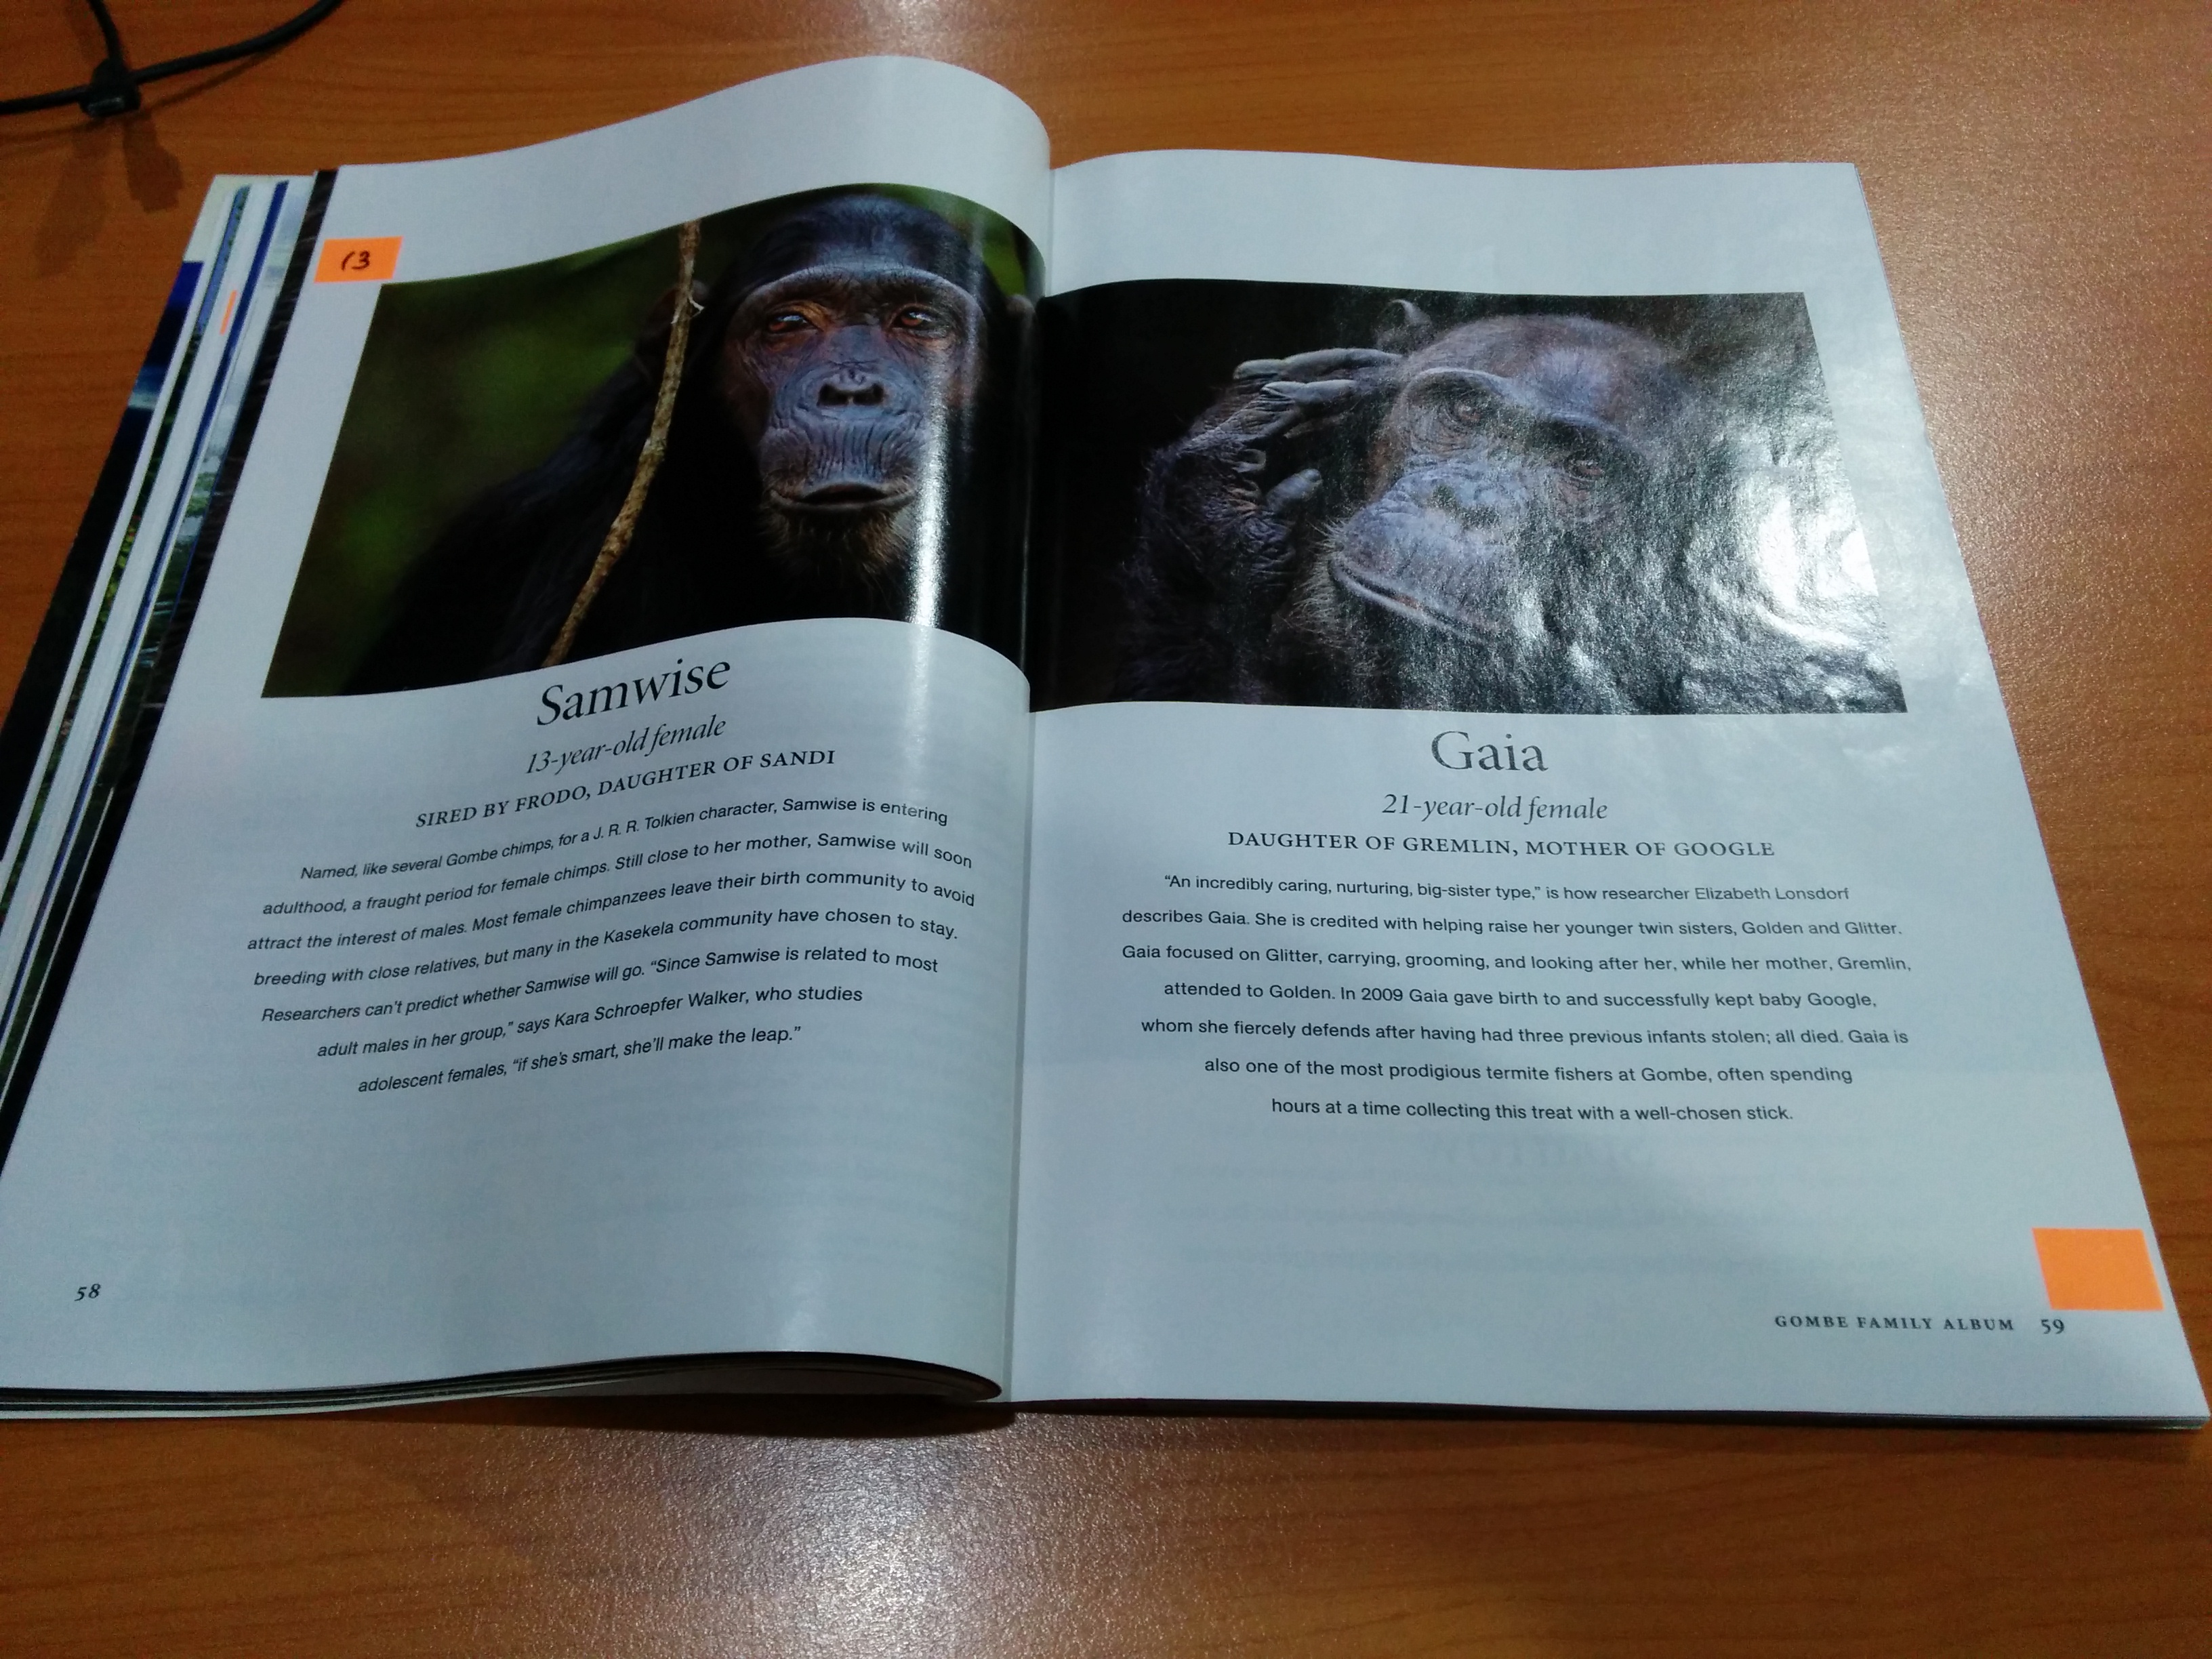 13
Samwise
13-year-old female
SIRED BY FRODO, DAUGHTER OF SANDI
Named, like several Gombe chimps, for a J. R. R. Tolkien character, Samwise is entering
adulthood, a fraught period for female chimps. Still close to her mother, Samwise will soon
attract the interest of males. Most female chimpanzees leave their birth community to avoid
breeding with close relatives, but many in the Kasekela community have chosen to stay.
Researchers can't predict whether Samwise will go. “Since Samwise is related to most
adult males in her group,” says Kara Schroepfer Walker, who studies
adolescent females, “if she’s smart, she’ll make the leap.”
58
Gaia
21-year-old female
DAUGHTER OF GREMLIN, MOTHER OF GOOGLE
“An incredibly caring, nurturing, big-sister type,” is how researcher Elizabeth Lonsdorf
describes Gaia. She is credited with helping raise her younger twin sisters, Golden and Glitter.
Gaia focused on Glitter, carrying, grooming, and looking after her, while her mother, Gremlin,
attended to Golden. In 2009 Gaia gave birth to and successfully kept baby Google,
whom she fiercely defends after having had three previous infants stolen; all died. Gaia is
also one of the most prodigious termite fishers at Gombe, often spending
hours at a time collecting this treat with a well-chosen stick.
GOMBE FAMILY ALBUM 59